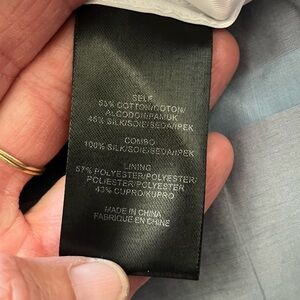 SELF
55% COTTON/COTON/
ALGODON/PAMUK
45% SILK/SOIE/SEDA/IPEK
COMBO
100% SILK/SOIE/SEDA/IPEK
LINING
57% POLYESTER/POLYESTER/
POLIESTER/POLYESTER
43% CUPRO/KUPRO
MADE IN CHINA
FABRIQUE EN CHINE